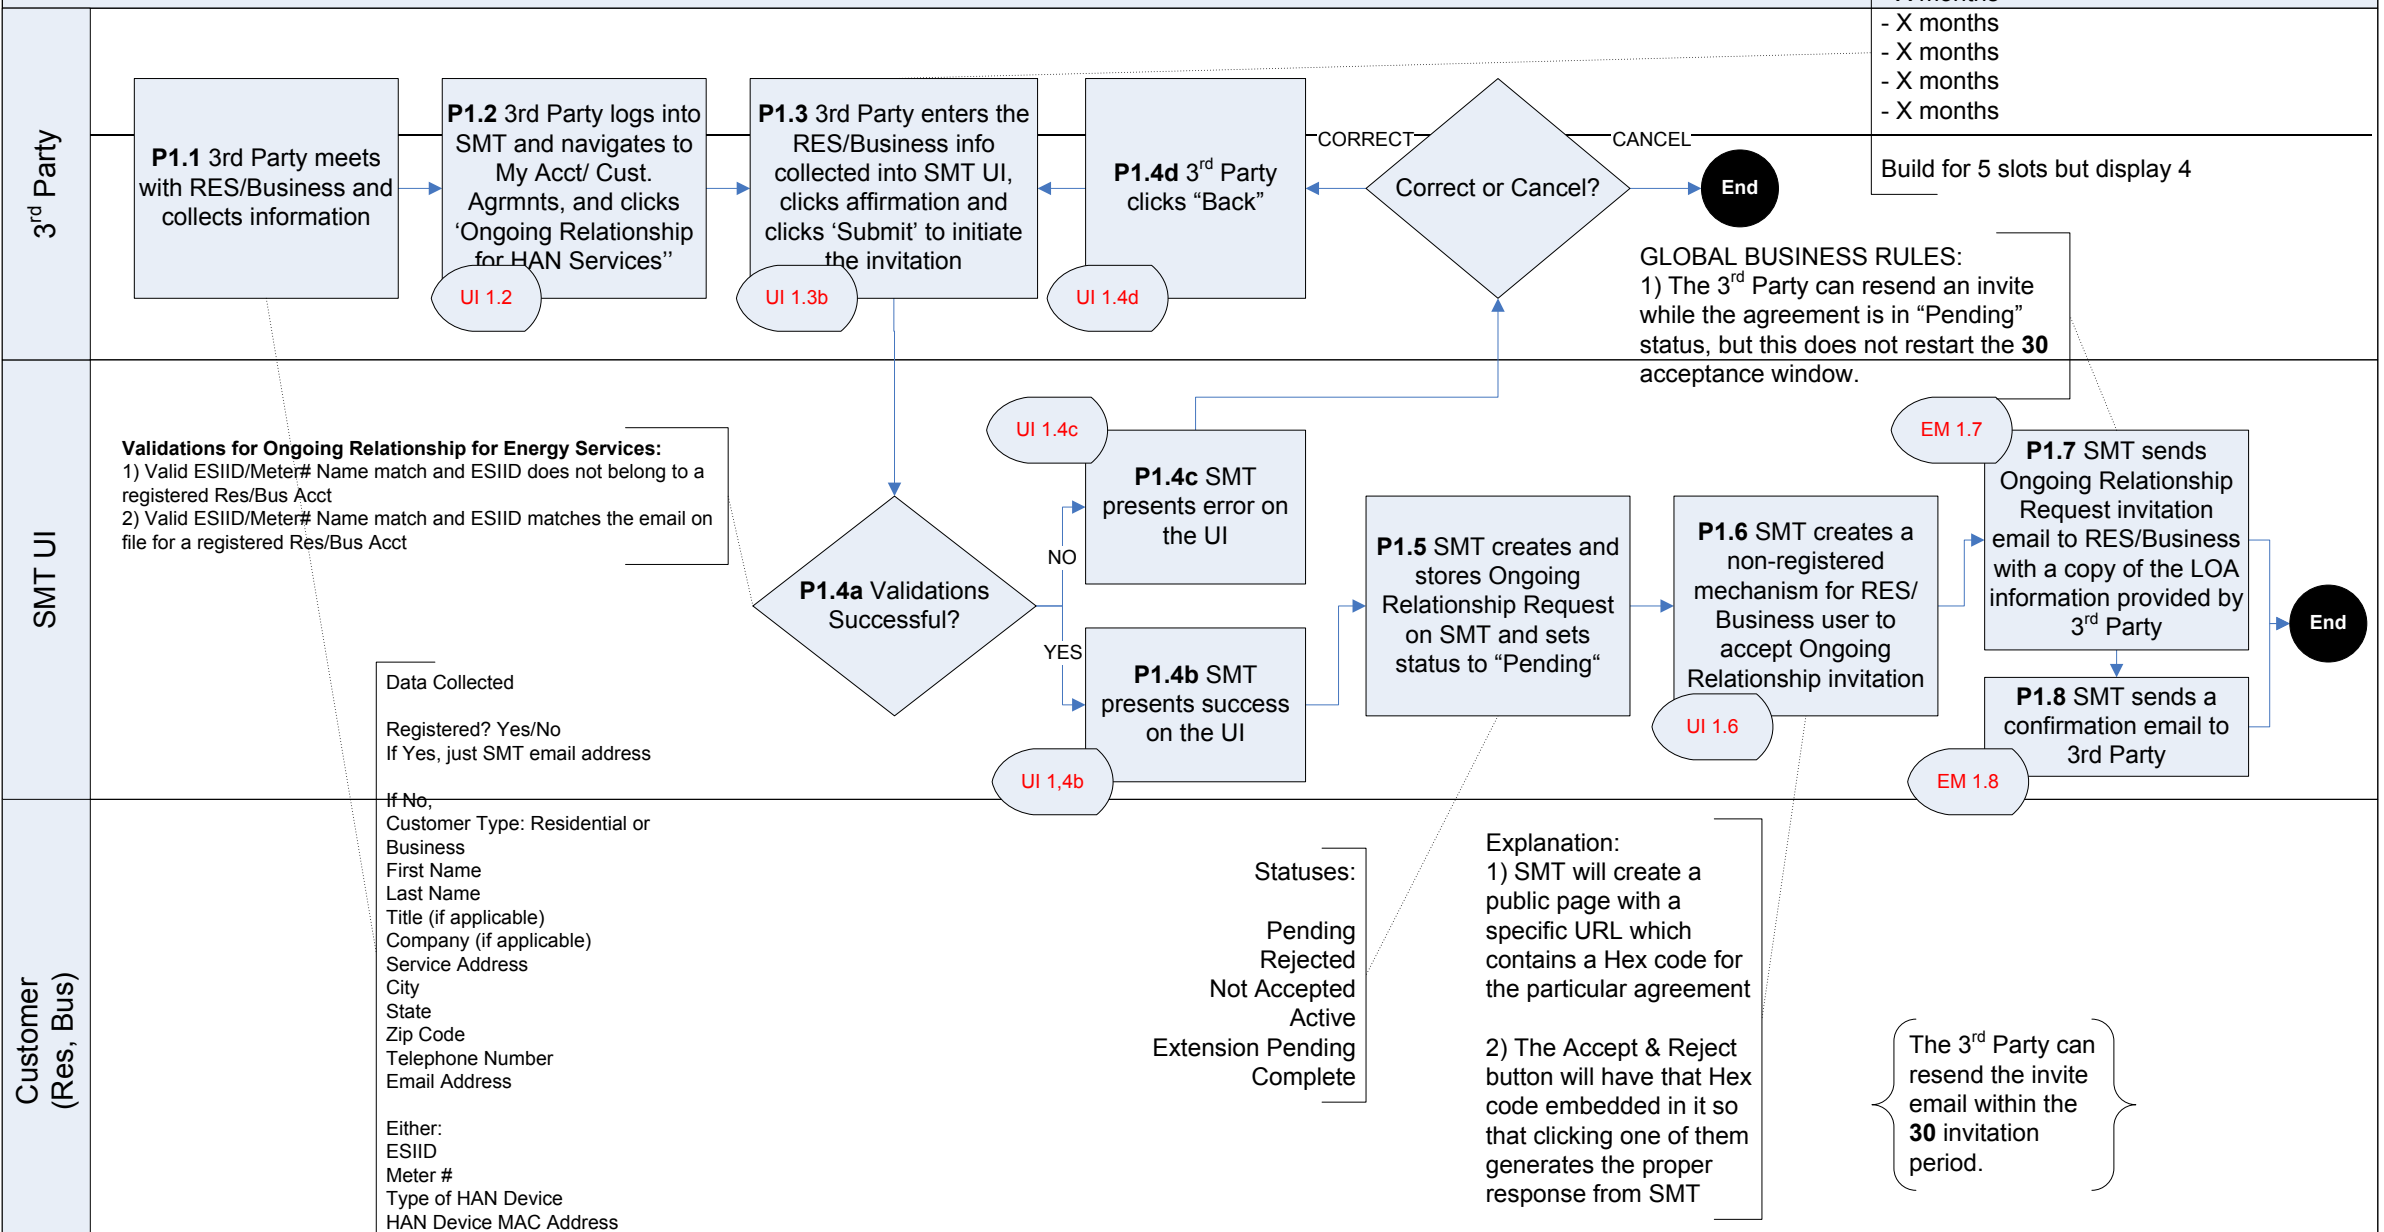 - X months
- X months
- X months
- X months
- X months
Build for 5 slots but display 4
3rd Party
P1.1 3rd Party meets
with RES/Business and
collects information
P1.2 3rd Party logs into
SMT and navigates to
My Acct/ Cust.
Agrmnts, and clicks
‘Ongoing Relationship
for HAN Services’’
UI 1.2
P1.3 3rd Party enters the
RES/Business info
collected into SMT UI,
clicks affirmation and
clicks ‘Submit’ to initiate
the invitation
UI 1.3b
P1.4d 3rd Party
clicks “Back”
UI 1.4d
CORRECT
Correct or Cancel?
CANCEL
End
GLOBAL BUSINESS RULES:
1) The 3rd Party can resend an invite
while the agreement is in “Pending”
status, but this does not restart the 30
acceptance window.
SMT UI
Validations for Ongoing Relationship for Energy Services:
1) Valid ESIID/Meter# Name match and ESIID does not belong to a
registered Res/Bus Acct
2) Valid ESIID/Meter# Name match and ESIID matches the email on
file for a registered Res/Bus Acct
P1.4a Validations
Successful?
NO
YES
UI 1.4c
P1.4c SMT
presents error on
the UI
P1.4b SMT
presents success
on the UI
UI 1,4b
P1.5 SMT creates and
stores Ongoing
Relationship Request
on SMT and sets
status to “Pending“
P1.6 SMT creates a
non-registered
mechanism for RES/
Business user to
accept Ongoing
Relationship invitation
UI 1.6
EM 1.7
P1.7 SMT sends
Ongoing Relationship
Request invitation
email to RES/Business
with a copy of the LOA
information provided by
3rd Party
P1.8 SMT sends a
confirmation email to
3rd Party
EM 1.8
End
Customer
(Res, Bus)
Data Collected
Registered? Yes/No
If Yes, just SMT email address
If No,
Customer Type: Residential or
Business
First Name
Last Name
Title (if applicable)
Company (if applicable)
Service Address
City
State
Zip Code
Telephone Number
Email Address
Either:
ESIID
Meter #
Type of HAN Device
HAN Device MAC Address
Statuses:
Pending
Rejected
Not Accepted
Active
Extension Pending
Complete
Explanation:
1) SMT will create a
public page with a
specific URL which
contains a Hex code for
the particular agreement
2) The Accept & Reject
button will have that Hex
code embedded in it so
that clicking one of them
generates the proper
response from SMT
The 3rd Party can
resend the invite
email within the
30 invitation
period.